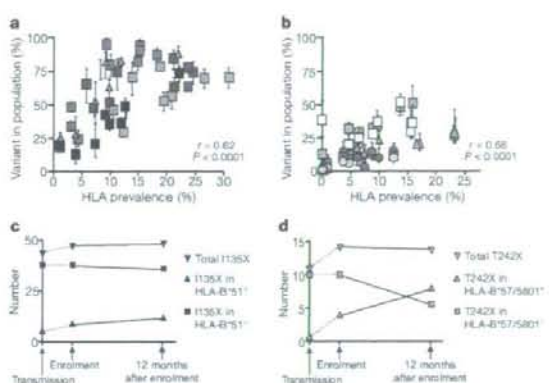 a
Variant in population (%)
100
75
50
25
0
0 5 10 15 20 25 30
HLA prevalence (%)
r = 0.62
P < 0.0001
b
Variant in population (%)
100
75
50
25
0
0 5 10 15 20 25
HLA prevalence (%)
P < 0.0001
c
Number
50
25
0
Total I135X
I135X in
HLA-B*51
I135X in
HLA-B*51
Transmission
Enrolment
12 months
after enrolment
d
Number
15
10
5
0
Total T242X
T242X in
HLA-B*57/5801
T242X in
HLA-B*57/5801
Transmission
Enrolment
12 months
after enrolment